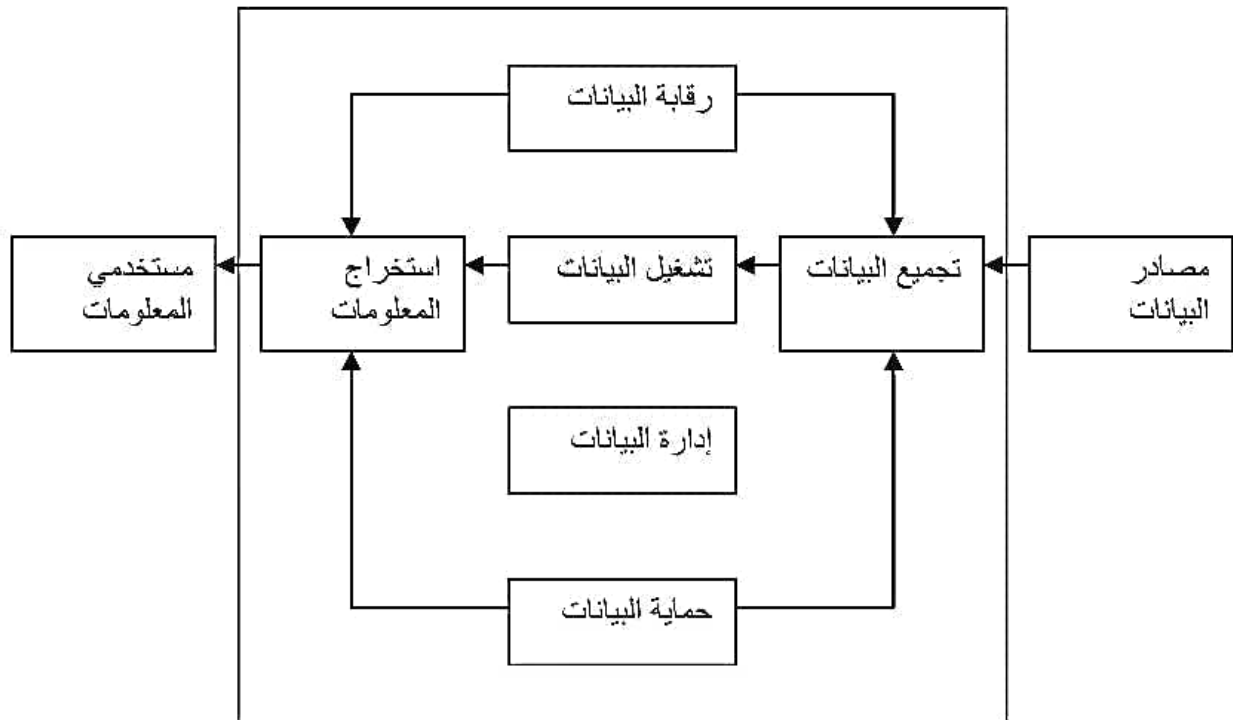 رقابة البيانات
مصادر
البيانات
تجميع البيانات
تشغيل البيانات
استخراج
المعلومات
مستخدمي
المعلومات
إدارة البيانات
حماية البيانات